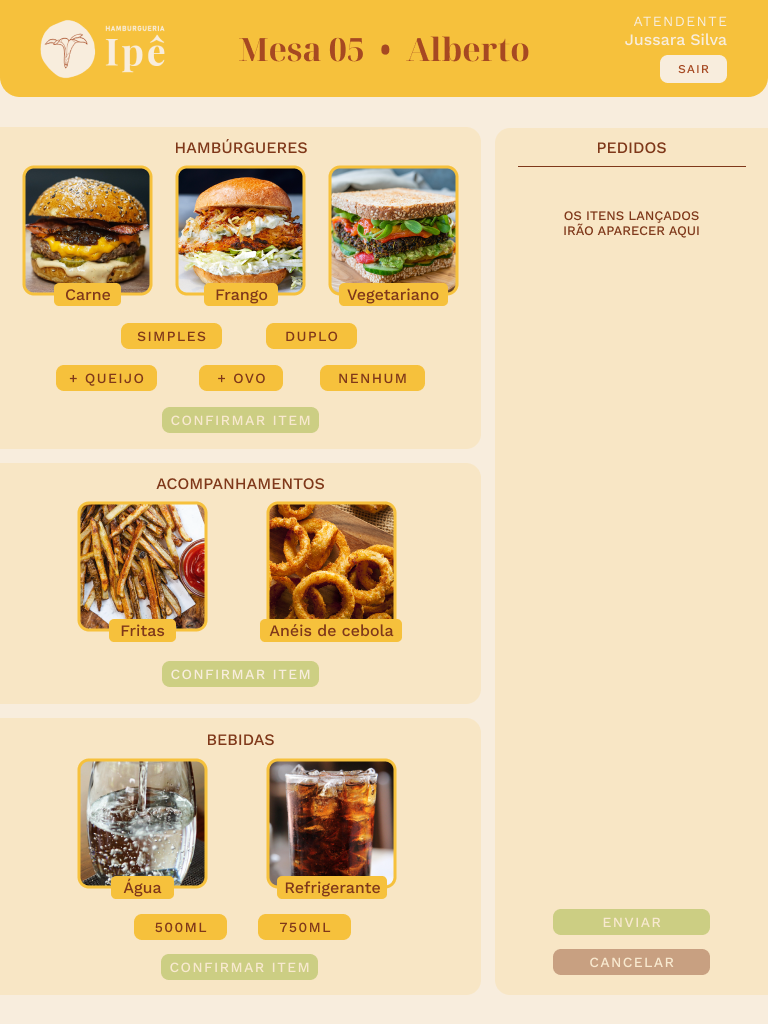 HAMBURGUERIA
Ipê
Mesa 05 • Alberto
ATENDENTE
Jussara Silva
SAIR
HAMBÚRGUERES
Carne
Frango
Vegetariano
SIMPLES
DUPLO
+ QUEIJO
+ OVO
NENHUM
CONFIRMAR ITEM
ACOMPANHAMENTOS
Fritas
Anéis de cebola
CONFIRMAR ITEM
BEBIDAS
Água
Refrigerante
500ML
750ML
CONFIRMAR ITEM
PEDIDOS
OS ITENS LANÇADOS
IRÃO APARECER AQUI
ENVIAR
CANCELAR